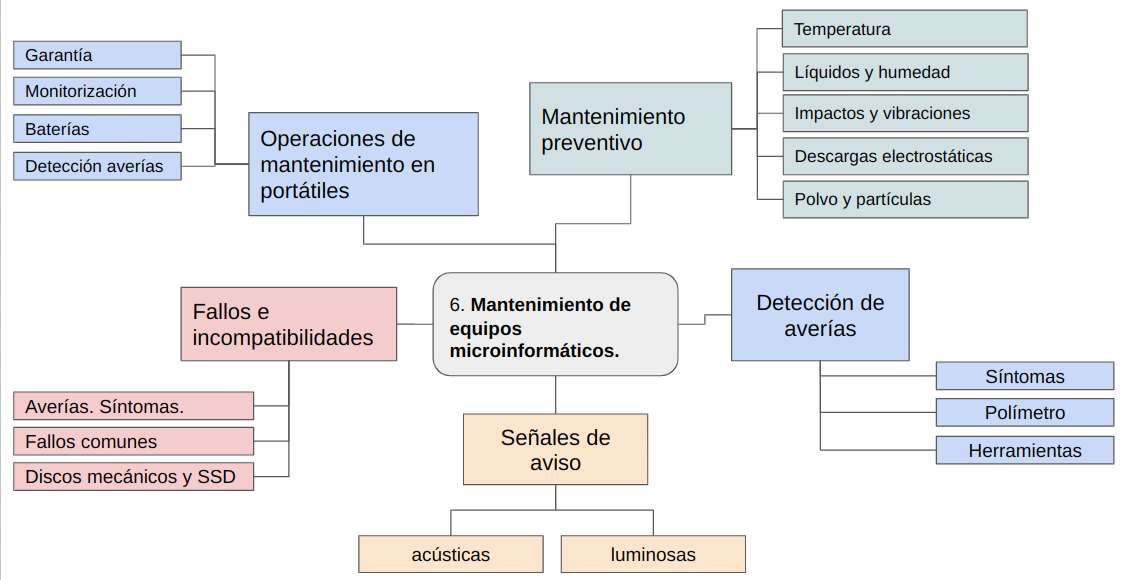 Garantía
Monitorización
Baterías
Detección averías
Operaciones de
mantenimiento en
portátiles
Mantenimiento
preventivo
Temperatura
Líquidos y humedad
Impactos y vibraciones
Descargas electrostáticas
Polvo y partículas
Fallos e
incompatibilidades
Averías. Síntomas.
Fallos comunes
Discos mecánicos y SSD
6. Mantenimiento de
equipos
microinformáticos.
Detección de
averías
Síntomas
Polímetro
Herramientas
Señales de
aviso
acústicas
luminosas